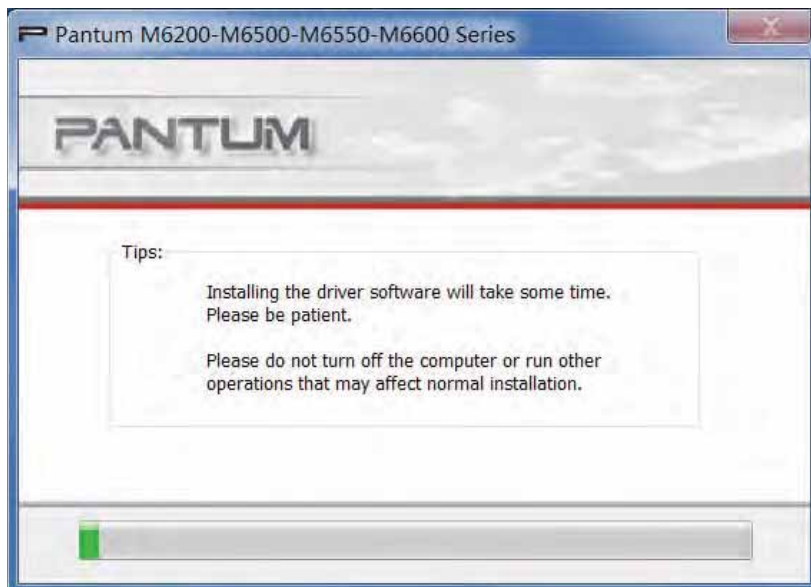 Pantum M6200-M6500-M6550-M6600 Series
PANTUM
Tips:
Installing the driver software will take some time.
Please be patient.
Please do not turn off the computer or run other
operations that may affect normal installation.